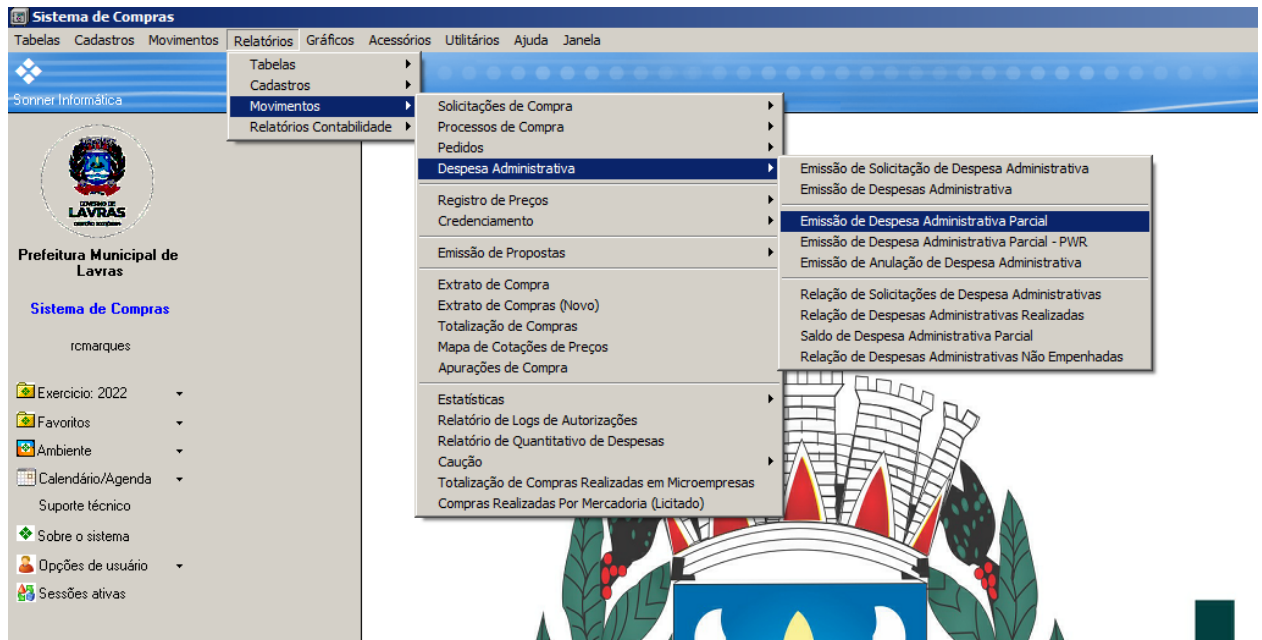 Sistema de Compras
Tabelas Cadastros Movimentos Relatórios Gráficos Acessórios Utilitários Ajuda Janela
Sonner Informática
Tabelas
Cadastros
Movimentos
Relatórios Contabilidade
Solicitações de Compra
Processos de Compra
Pedidos
Despesa Administrativa
Registro de Preços
Credenciamento
Emissão de Propostas
Extrato de Compra
Extrato de Compras (Novo)
Totalização de Compras
Mapa de Cotações de Preços
Apurações de Compra
Estatísticas
Relatório de Logs de Autorizações
Relatório de Quantitativo de Despesas
Caução
Totalização de Compras Realizadas em Microempresas
Compras Realizadas Por Mercadoria (Licitado)
Emissão de Solicitação de Despesa Administrativa
Emissão de Despesas Administrativa
Emissão de Despesa Administrativa Parcial
Emissão de Despesa Administrativa Parcial - PWR
Emissão de Anulação de Despesa Administrativa
Relação de Solicitações de Despesa Administrativas
Relação de Despesas Administrativas Realizadas
Saldo de Despesa Administrativa Parcial
Relação de Despesas Administrativas Não Empenhadas
LAVRAS
Prefeitura Municipal de
Lavras
Sistema de Compras
rcmarques
Exercicio: 2022
Favoritos
Ambiente
Calendário/Agenda
Suporte técnico
Sobre o sistema
Opções de usuário
Sessões ativas